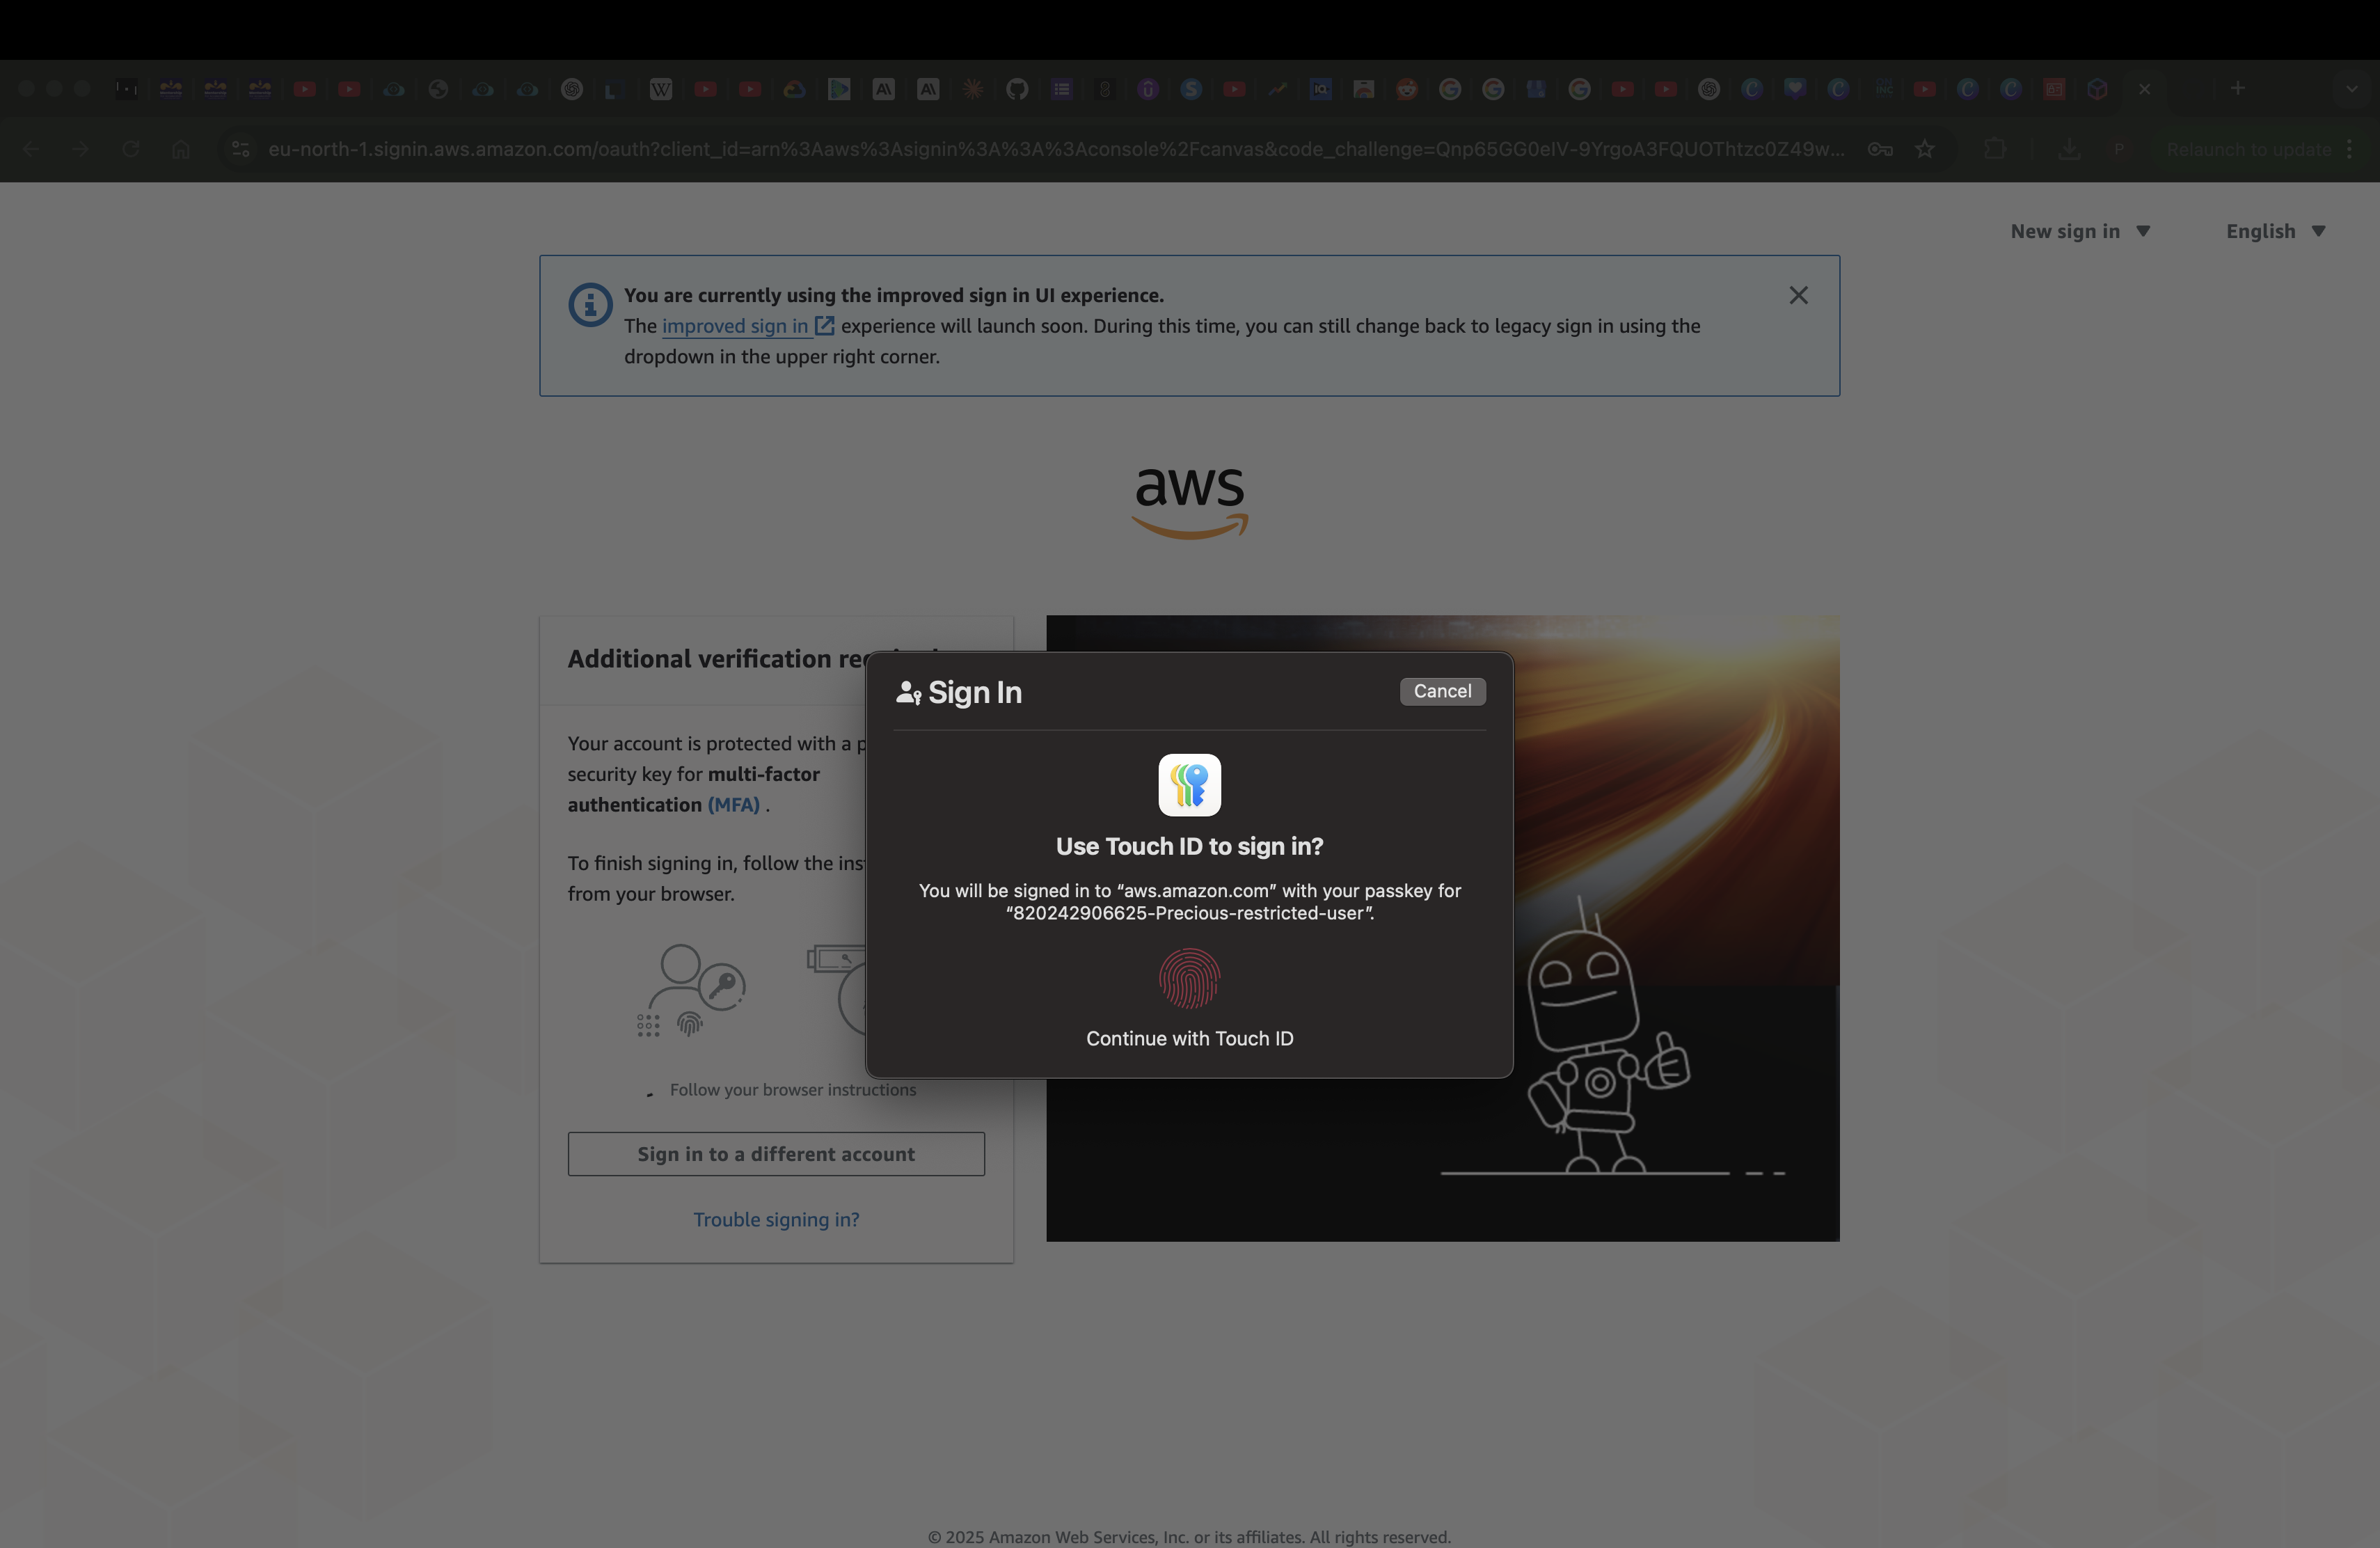 eu-north-1.signin.aws.amazon.com/oauth?client_id=arn%3Aaws%3Asignin%3A%3A%3Aconsole%2Fcanvas&code_challenge=Qnp65GG0eIV-9YrgoA3FQUOThtzc0Z49w...
P
Relaunch to update
New sign in
English
You are currently using the improved sign in UI experience.
The improved sign in experience will launch soon. During this time, you can still change back to legacy sign in using the
dropdown in the upper right corner.
aws
Additional verification
Your account is protected with a
security key for multi-factor
authentication (MFA) .
To finish signing in, follow the
from your browser.
Follow your browser instructions
Sign in to a different account
Trouble signing in?
Sign In
Cancel
Use Touch ID to sign in?
You will be signed in to “aws.amazon.com” with your passkey for
“820242906625-Precious-restricted-user”.
Continue with Touch ID
© 2025 Amazon Web Services, Inc. or its affiliates. All rights reserved.